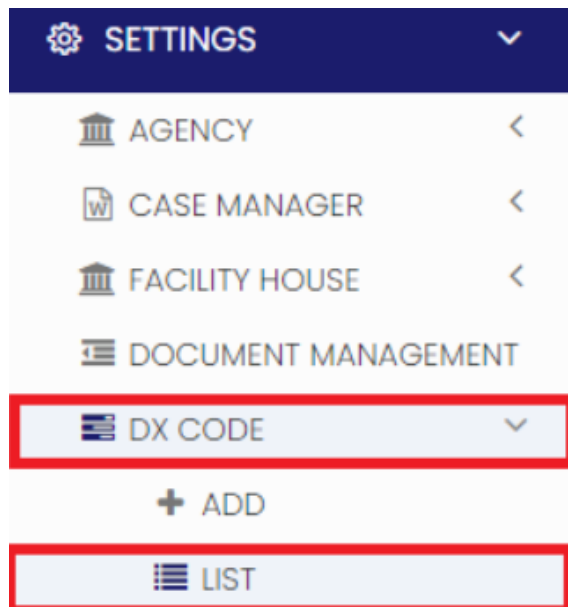 SETTINGS
AGENCY
CASE MANAGER
FACILITY HOUSE
DOCUMENT MANAGEMENT
DX CODE
ADD
LIST